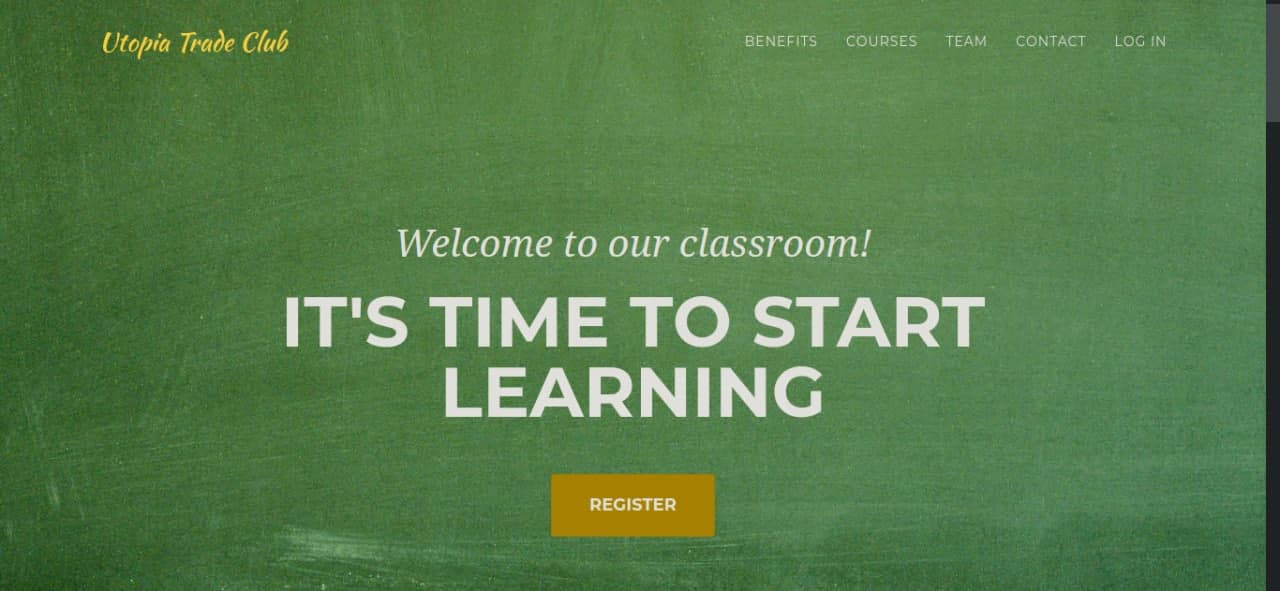 Utopia Trade Club
BENEFITS COURSES TEAM CONTACT LOG IN
Welcome to our classroom!
IT'S TIME TO START
LEARNING
REGISTER